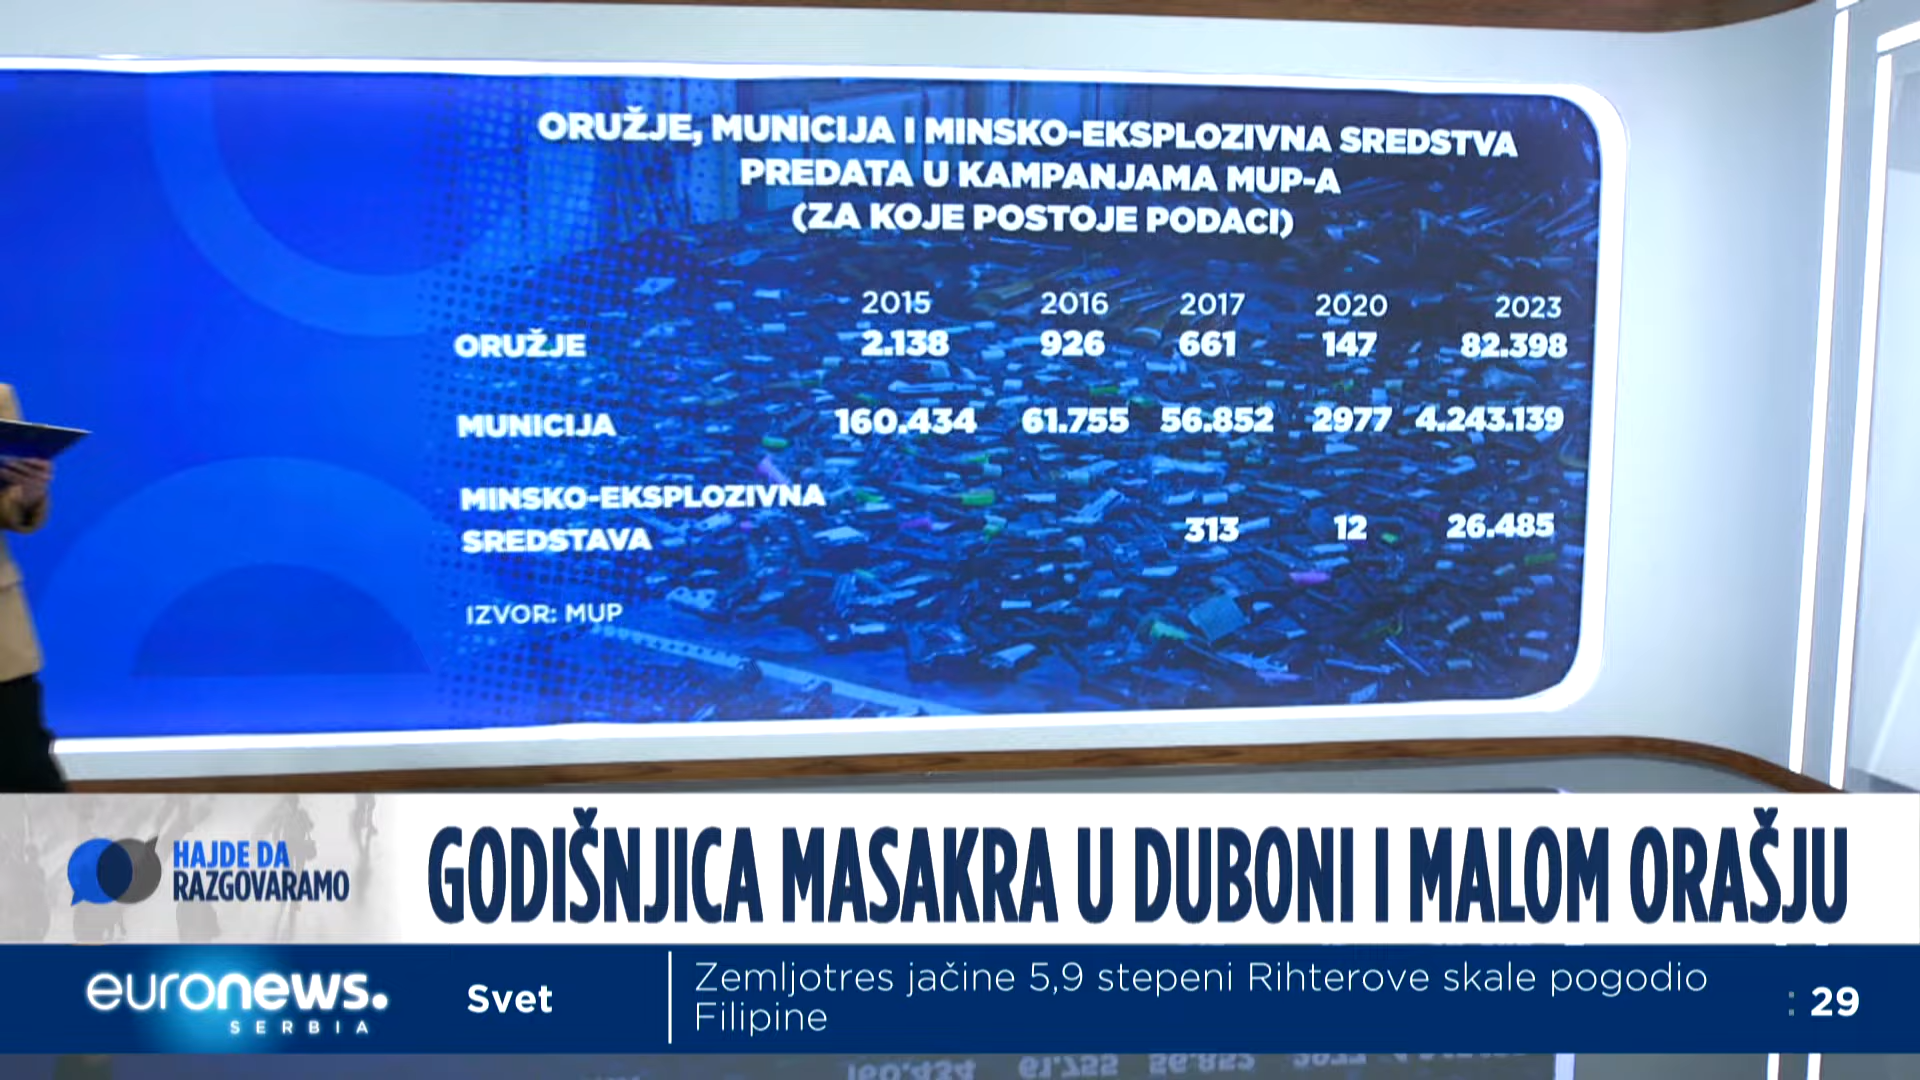 ORUŽJE, MUNICIJA I MINSKO-EKSPLOZIVNA SREDSTVA
PREDATA U KAMPANJAMA MUP-A
(ZA KOJE POSTOJE PODACI)
2015 2016 2017 2020 2023
ORUŽJE 2.138 926 661 147 82.398
MUNICIJA 160.434 61.755 56.852 2977 4.243.139
MINSKO-EKSPLOZIVNA
SREDSTAVA 313 12 26.485
IZVOR: MUP
HAJDE DA
RAZGOVARAMO
GODIŠNJICA MASAKRA U DUBONI I MALOM ORAŠJU
euronews.
SERBIA
Svet
Zemljotres jačine 5,9 stepeni Rihterove skale pogodio
Filipine
: 29